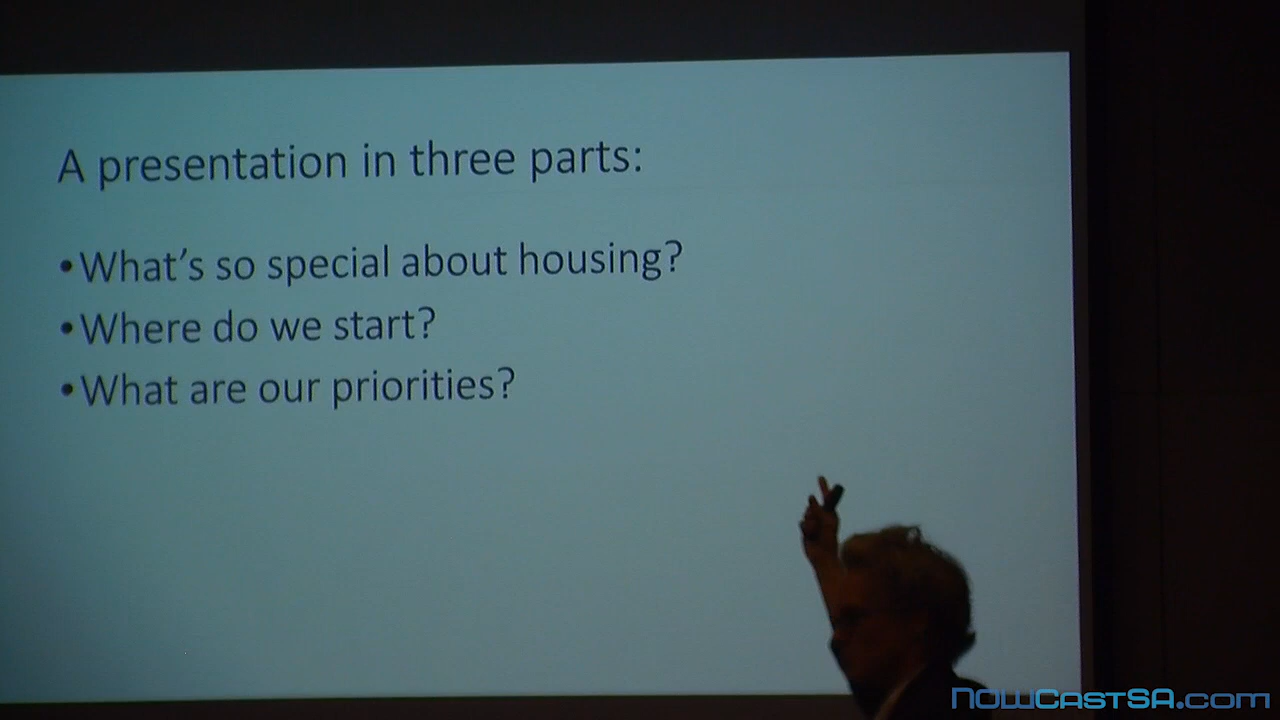 A presentation in three parts:
•What's so special about housing?
•Where do we start?
•What are our priorities?
NOWCASTSA.COM